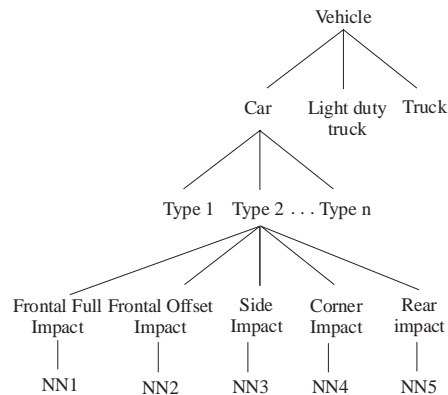 Vehicle
Car Light duty truck Truck
Type 1 Type 2 . . . Type n
Frontal Full Impact Frontal Offset Impact Side Impact Corner Impact Rear impact
NN1 NN2 NN3 NN4 NN5